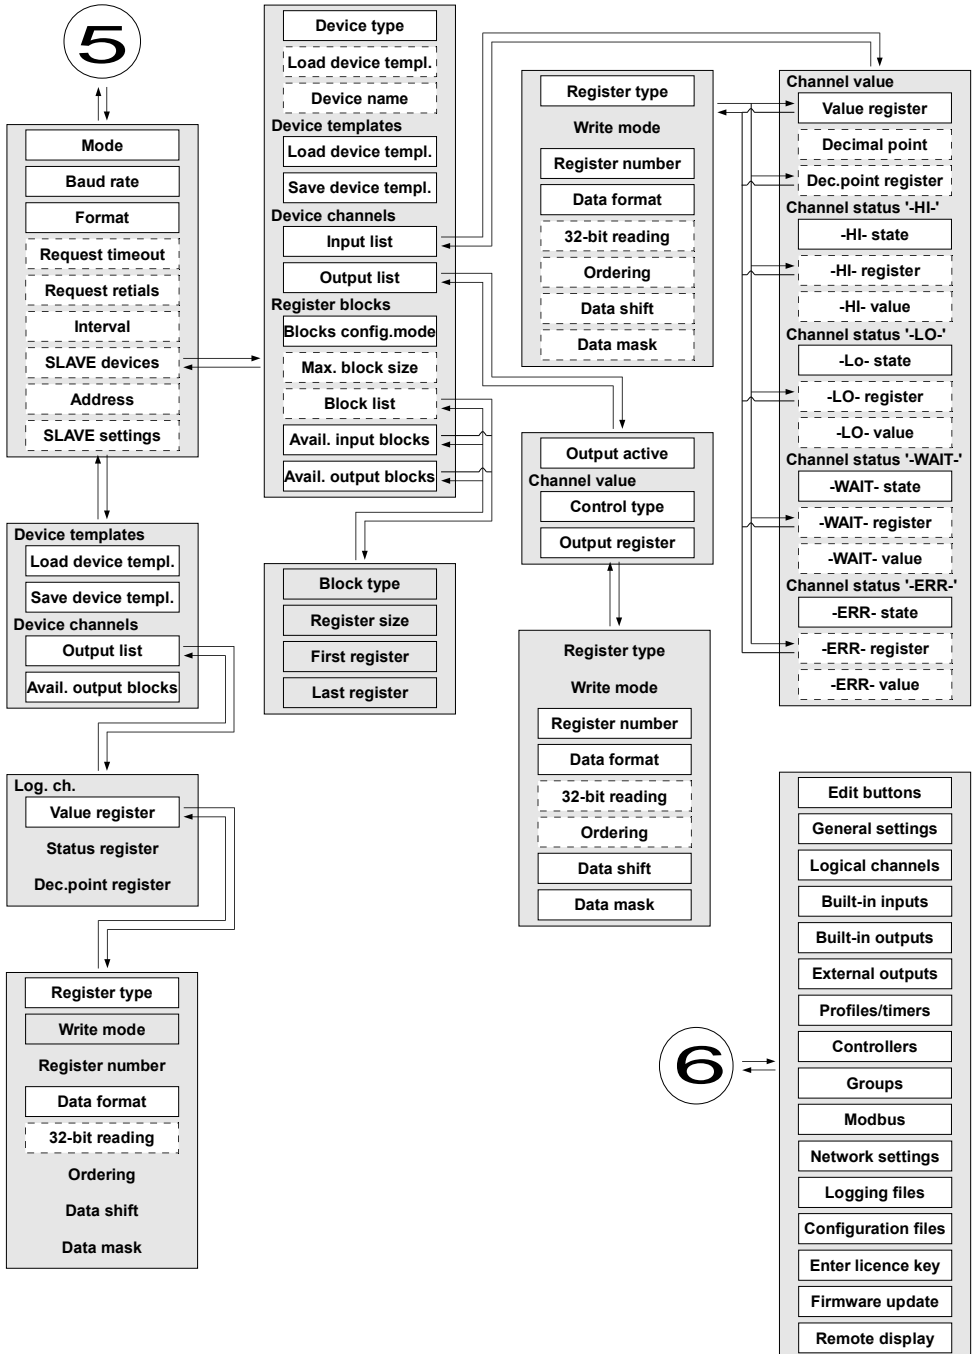 5
Mode
Baud rate
Format
Request timeout
Request retials
Interval
SLAVE devices
Address
SLAVE settings
Device templates
Load device templ.
Save device templ.
Device channels
Output list
Avail. output blocks
Log. ch.
Value register
Status register
Dec.point register
Register type
Write mode
Register number
Data format
32-bit reading
Ordering
Data shift
Data mask
Device type
Load device templ.
Device name
Device templates
Load device templ.
Save device templ.
Device channels
Input list
Output list
Register blocks
Blocks config.mode
Max. block size
Block list
Avail. input blocks
Avail. output blocks
Block type
Register size
First register
Last register
Register type
Write mode
Register number
Data format
32-bit reading
Ordering
Data shift
Data mask
Output active
Channel value
Control type
Output register
Register type
Write mode
Register number
Data format
32-bit reading
Ordering
Data shift
Data mask
Channel value
Value register
Decimal point
Dec.point register
Channel status '-HI-'
-HI- state
-HI- register
-HI- value
Channel status '-LO-'
-Lo- state
-LO- register
-LO- value
Channel status '-WAIT-'
-WAIT- state
-WAIT- register
-WAIT- value
Channel status '-ERR-'
-ERR- state
-ERR- register
-ERR- value
6
Edit buttons
General settings
Logical channels
Built-in inputs
Built-in outputs
External outputs
Profiles/timers
Controllers
Groups
Modbus
Network settings
Logging files
Configuration files
Enter licence key
Firmware update
Remote display